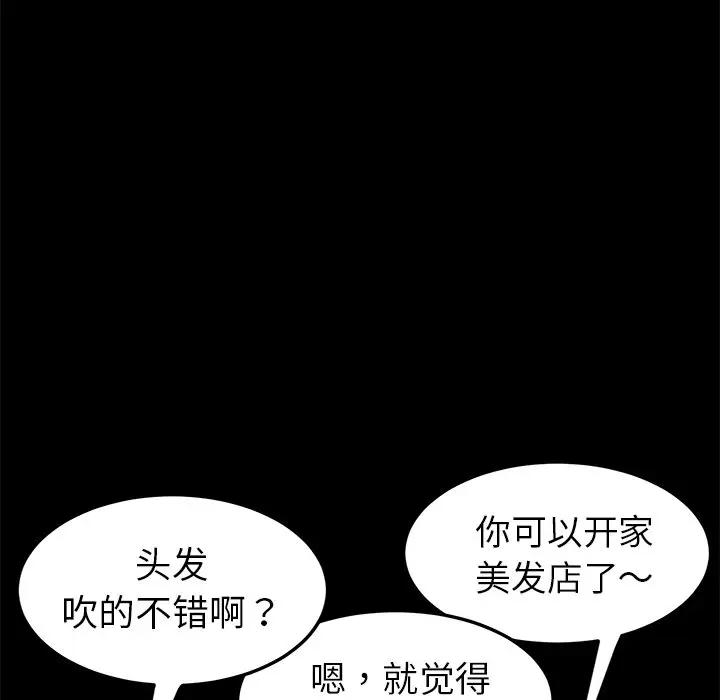 头发
吹的不错啊？
你可以开家
美发店了～
嗯，就觉得